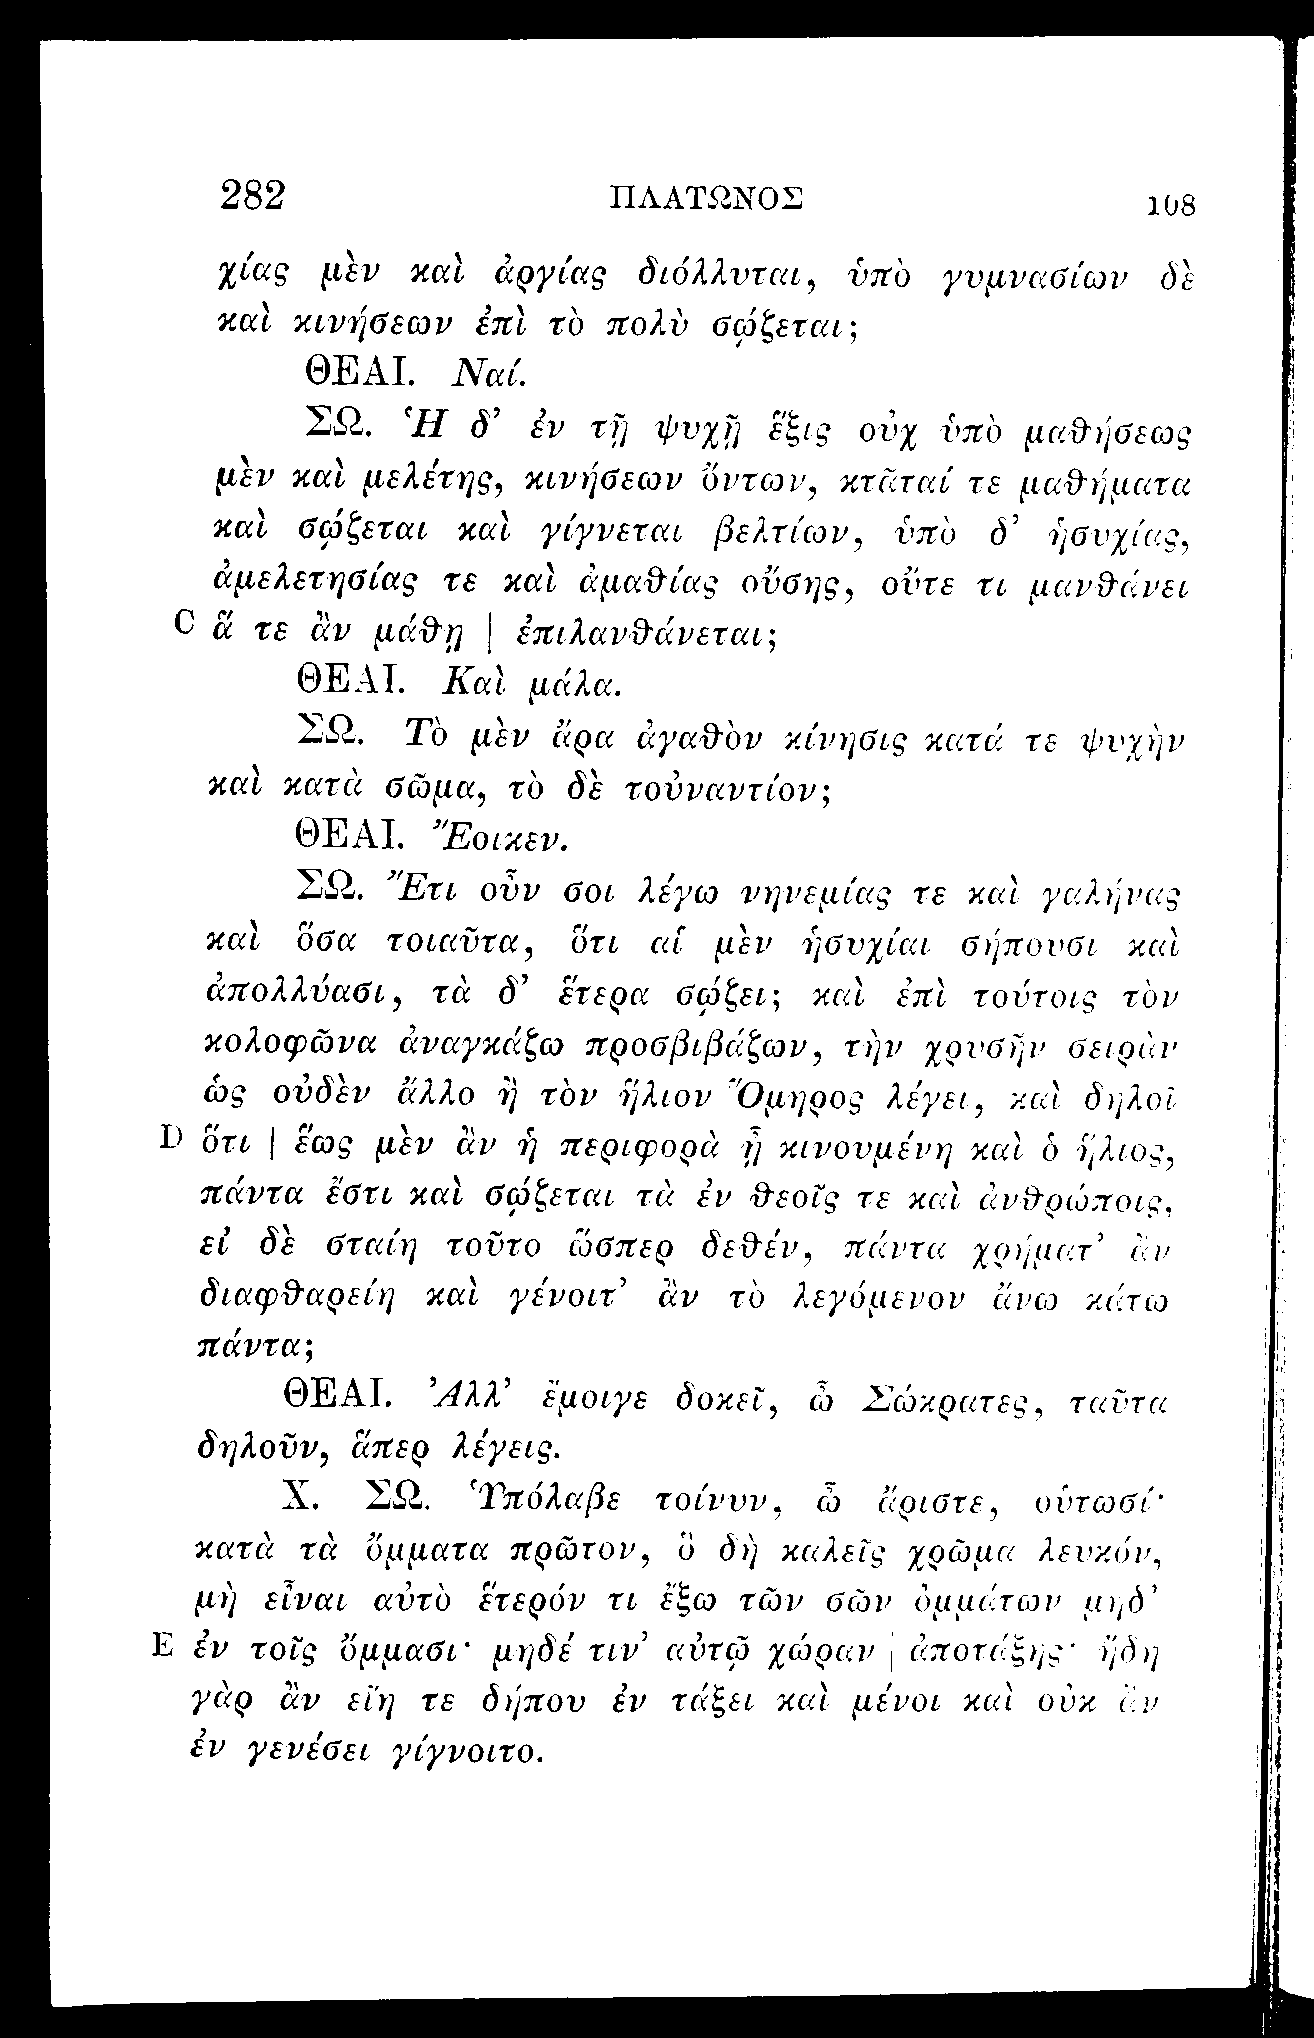 282 ΠΛΑΤΩΝΟΣ 108
χίας μὲν καὶ ἀργίας διόλλυται, ὑπὸ γυμνασίων δὲ
καὶ κινήσεων ἐπὶ τὸ πολὺ σῴζεται;
ΘΕΑΙ. Ναί.
ΣΩ. Ἡ δ’ ἐν τῇ ψυχῇ ἕξις οὐχ ὑπὸ μαθήσεως
μὲν καὶ μελέτης, κινήσεων ὄντων, κτᾶταί τε μαθήματα
καὶ σῴζεται καὶ γίγνεται βελτίων, ὑπὸ δ’ ἡσυχίας,
ἀμελετησίας τε καὶ ἀμαθίας οὔσης, οὔτε τι μανθάνει
C ἅ τε ἂν μάθῃ | ἐπιλανθάνεται;
ΘΕΑΙ. Καὶ μάλα.
ΣΩ. Τὸ μὲν ἄρα ἀγαθὸν κίνησις κατά τε ψυχὴν
καὶ κατὰ σῶμα, τὸ δὲ τοὐναντίον;
ΘΕΑΙ. Ἔοικεν.
ΣΩ. Ἔτι οὖν σοι λέγω νηνεμίας τε καὶ γαλήνας
καὶ ὅσα τοιαῦτα, ὅτι αἱ μὲν ἡσυχίαι σήπουσι καὶ
ἀπολλύασι, τὰ δ’ ἕτερα σῴζει; καὶ ἐπὶ τούτοις τὸν
κολοφῶνα ἀναγκάζω προσβιβάζων, τὴν χρυσῆν σειρὰν
ὡς οὐδὲν ἄλλο ἢ τὸν ἥλιον Ὅμηρος λέγει, καὶ δηλοῖ
D ὅτι | ἕως μὲν ἂν ἡ περιφορὰ ᾖ κινουμένη καὶ ὁ ἥλιος,
πάντα ἔστι καὶ σῴζεται τὰ ἐν θεοῖς τε καὶ ἀνθρώποις,
εἰ δὲ σταίη τοῦτο ὥσπερ δεθέν, πάντα χρήματ’ ἂν
διαφθαρείη καὶ γένοιτ’ ἂν τὸ λεγόμενον ἄνω κάτω
πάντα;
ΘΕΑΙ. Ἀλλ’ ἔμοιγε δοκεῖ, ὦ Σώκρατες, ταῦτα
δηλοῦν, ἅπερ λέγεις.
X. ΣΩ. Ὑπόλαβε τοίνυν, ὦ ἄριστε, οὑτωσί·
κατὰ τὰ ὄμματα πρῶτον, ὃ δὴ καλεῖς χρῶμα λευκόν,
μὴ εἶναι αὐτὸ ἕτερόν τι ἔξω τῶν σῶν ὀμμάτων μηδ’
E ἐν τοῖς ὄμμασι· μηδέ τιν’ αὐτῷ χώραν | ἀποτάξῃς· ἤδη
γὰρ ἂν εἴη τε δήπου ἐν τάξει καὶ μένοι καὶ οὐκ ἂν
ἐν γενέσει γίγνοιτο.